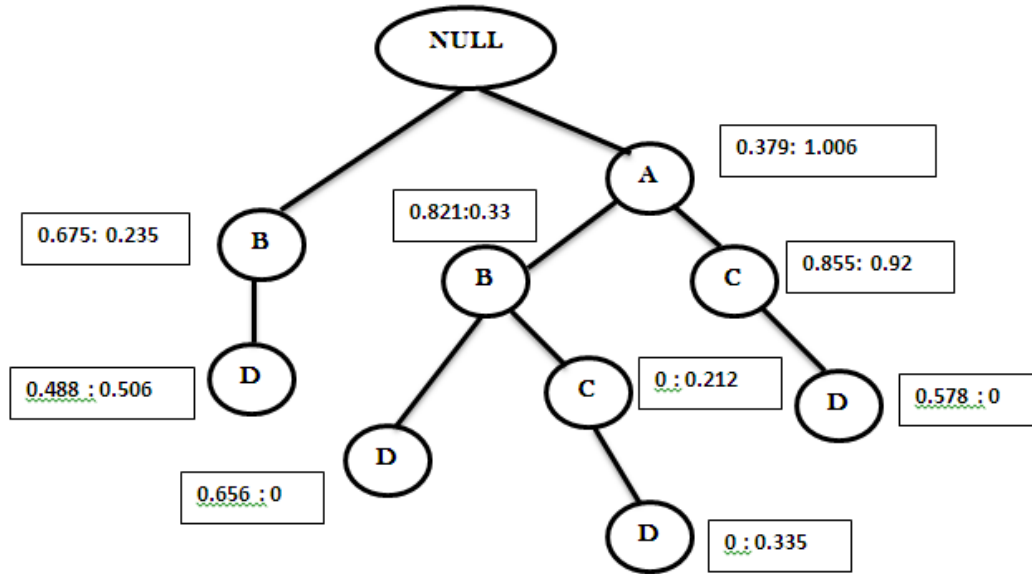 NULL
0.379: 1.006
A
0.821:0.33
0.675: 0.235
B
B
C
0.855: 0.92
D
0.488 : 0.506
C
0 : 0.212
D
0.578 : 0
D
0.656 : 0
D
0 : 0.335